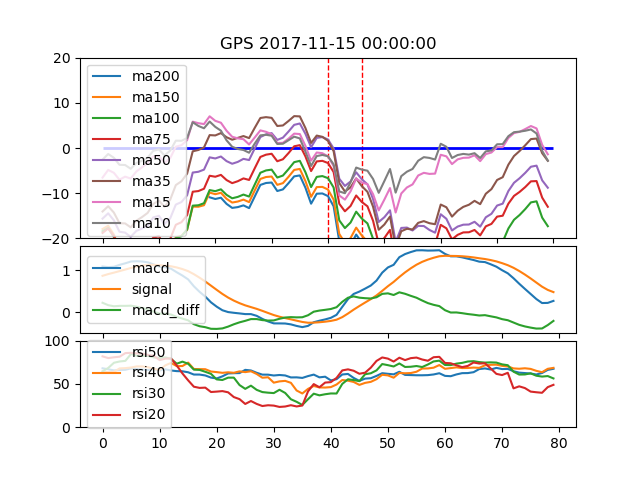 GPS 2017-11-15 00:00:00
20
10
0
−10
−20
ma200
ma150
ma100
ma75
ma50
ma35
ma15
ma10
1
0
macd
signal
macd_diff
100
50
0
rsi50
rsi40
rsi30
rsi20
0 10 20 30 40 50 60 70 80